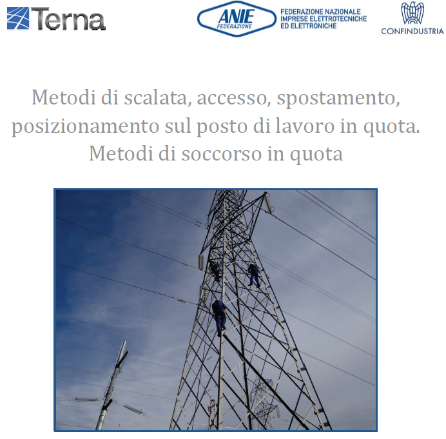 Terna
ANIE
FEDERAZIONE
FEDERAZIONE NAZIONALE
IMPRESE ELETTROTECNICHE
ED ELETTRONICHE
CONFINDUSTRIA
Metodi di scalata, accesso, spostamento,
posizionamento sul posto di lavoro in quota.
Metodi di soccorso in quota